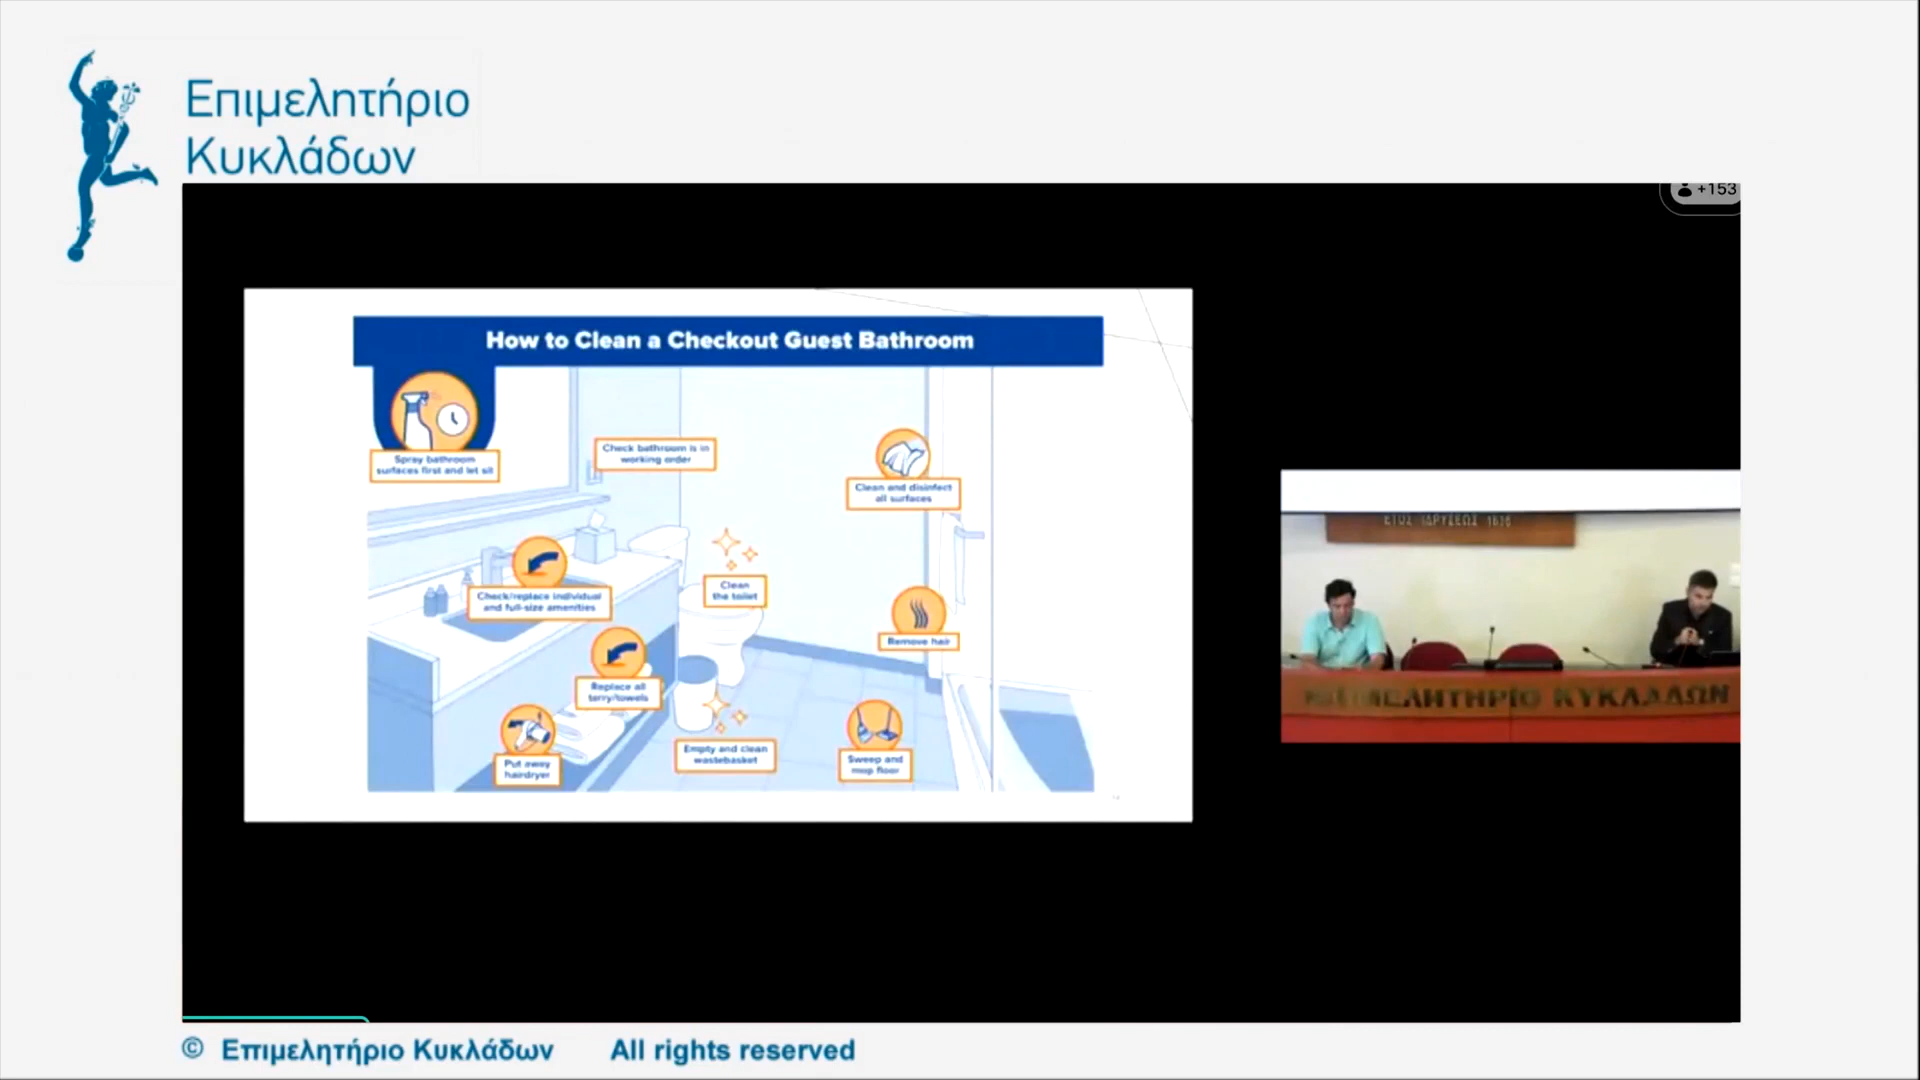 Επιμελητήριο
Κυκλάδων
+153
How to Clean a Checkout Guest Bathroom
Spray bathroom
surfaces first and let sit
Check bathroom is in
working order
Clean and disinfect
all surfaces
Check/replace individual
and full-size amenities
Clean
the toilet
Remove hair
Replace all
terry/towels
Put away
hairdryer
Empty and clean
wastebasket
Sweep and
mop floor
ΕΤΟΣ ΙΔΡΥΣΕΩΣ 1836
ΕΠΙΜΕΛΗΤΗΡΙΟ ΚΥΚΛΑΔΩΝ
© Επιμελητήριο Κυκλάδων All rights reserved